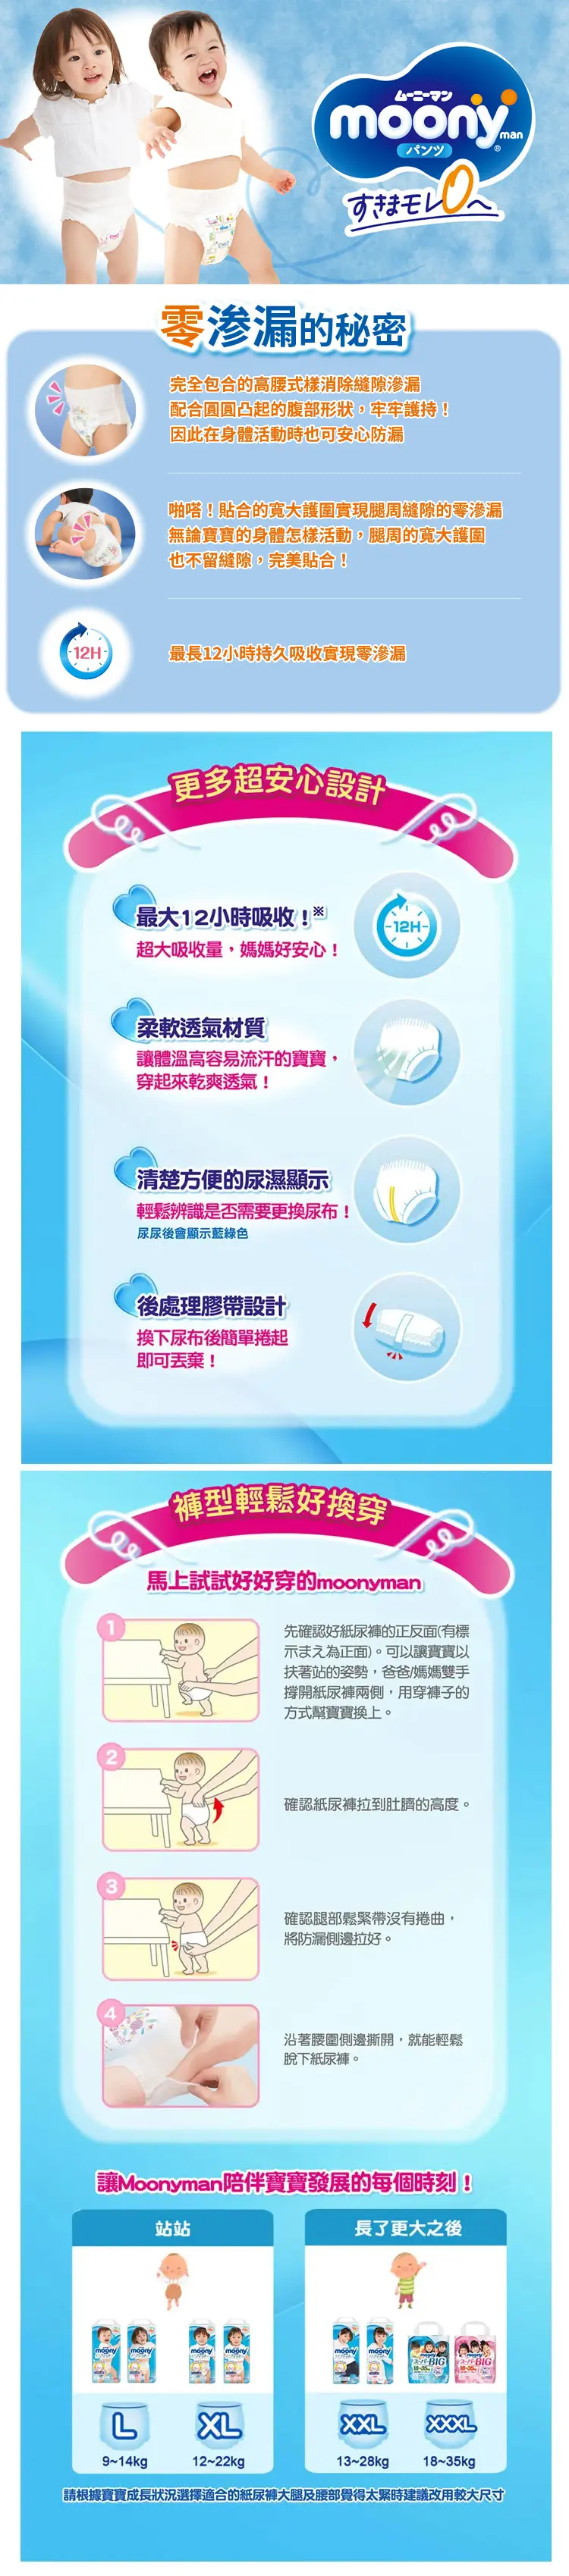 ムーニーマン
moony
man
パンツ
®
すきまモレ0へ
零滲漏的秘密
完全包合的高腰式樣消除縫隙滲漏
配合圓圓凸起的腹部形狀，牢牢護持！
因此在身體活動時也可安心防漏
啪嗒！貼合的寬大護圍實現腿周縫隙的零滲漏
無論寶寶的身體怎樣活動，腿周的寬大護圍
也不留縫隙，完美貼合！
12H
最長12小時持久吸收實現零滲漏
更多超安心設計
最大12小時吸收！※
超大吸收量，媽媽好安心！
12H
柔軟透氣材質
讓體溫高容易流汗的寶寶，
穿起來乾爽透氣！
清楚方便的尿濕顯示
輕鬆辨識是否需要更換尿布！
尿尿後會顯示藍綠色
後處理膠帶設計
換下尿布後簡單捲起
即可丟棄！
褲型輕鬆好換穿
馬上試試好好穿的moonyman
1
先確認好紙尿褲的正反面(有標
示まえ為正面)。可以讓寶寶以
扶著站的姿勢，爸爸/媽媽雙手
撐開紙尿褲兩側，用穿褲子的
方式幫寶寶換上。
2
確認紙尿褲拉到肚臍的高度。
3
確認腿部鬆緊帶沒有捲曲，
將防漏側邊拉好。
4
沿著腰圍側邊撕開，就能輕鬆
脫下紙尿褲。
讓Moonyman陪伴寶寶發展的每個時刻！
站站
長了更大之後
moony
moony
moony
moony
moony
moony
moony
スーパーBIG
moony
スーパーBIG
L
XL
XXL
XXXL
9~14kg
12~22kg
13~28kg
18~35kg
請根據寶寶成長狀況選擇適合的紙尿褲大腿及腰部覺得太緊時建議改用較大尺寸